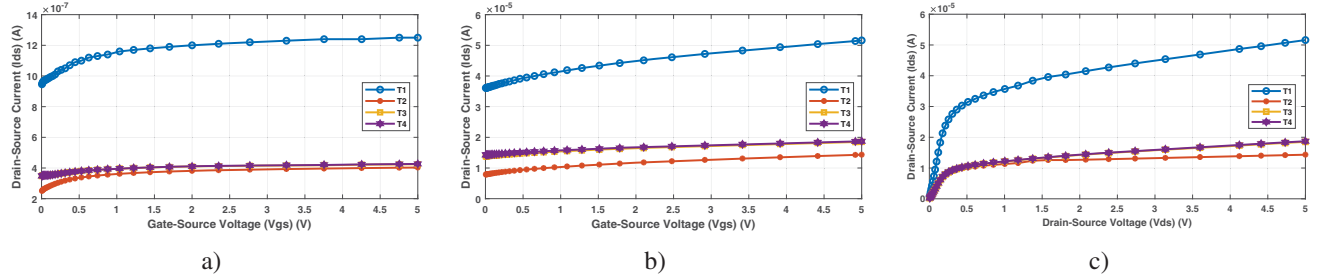 14 ×10⁻⁷
12
10
8
6
4
2
0 0.5 1 1.5 2 2.5 3 3.5 4 4.5 5
Drain-Source Current (Ids) (A)
Gate-Source Voltage (Vgs) (V)
T1
T2
T3
T4
a)
6 ×10⁻⁵
5
4
3
2
1
0
0 0.5 1 1.5 2 2.5 3 3.5 4 4.5 5
Drain-Source Current (Ids) (A)
Gate-Source Voltage (Vgs) (V)
T1
T2
T3
T4
b)
6 ×10⁻⁵
5
4
3
2
1
0
0 0.5 1 1.5 2 2.5 3 3.5 4 4.5 5
Drain-Source Current (Ids) (A)
Drain-Source Voltage (Vds) (V)
T1
T2
T3
T4
c)